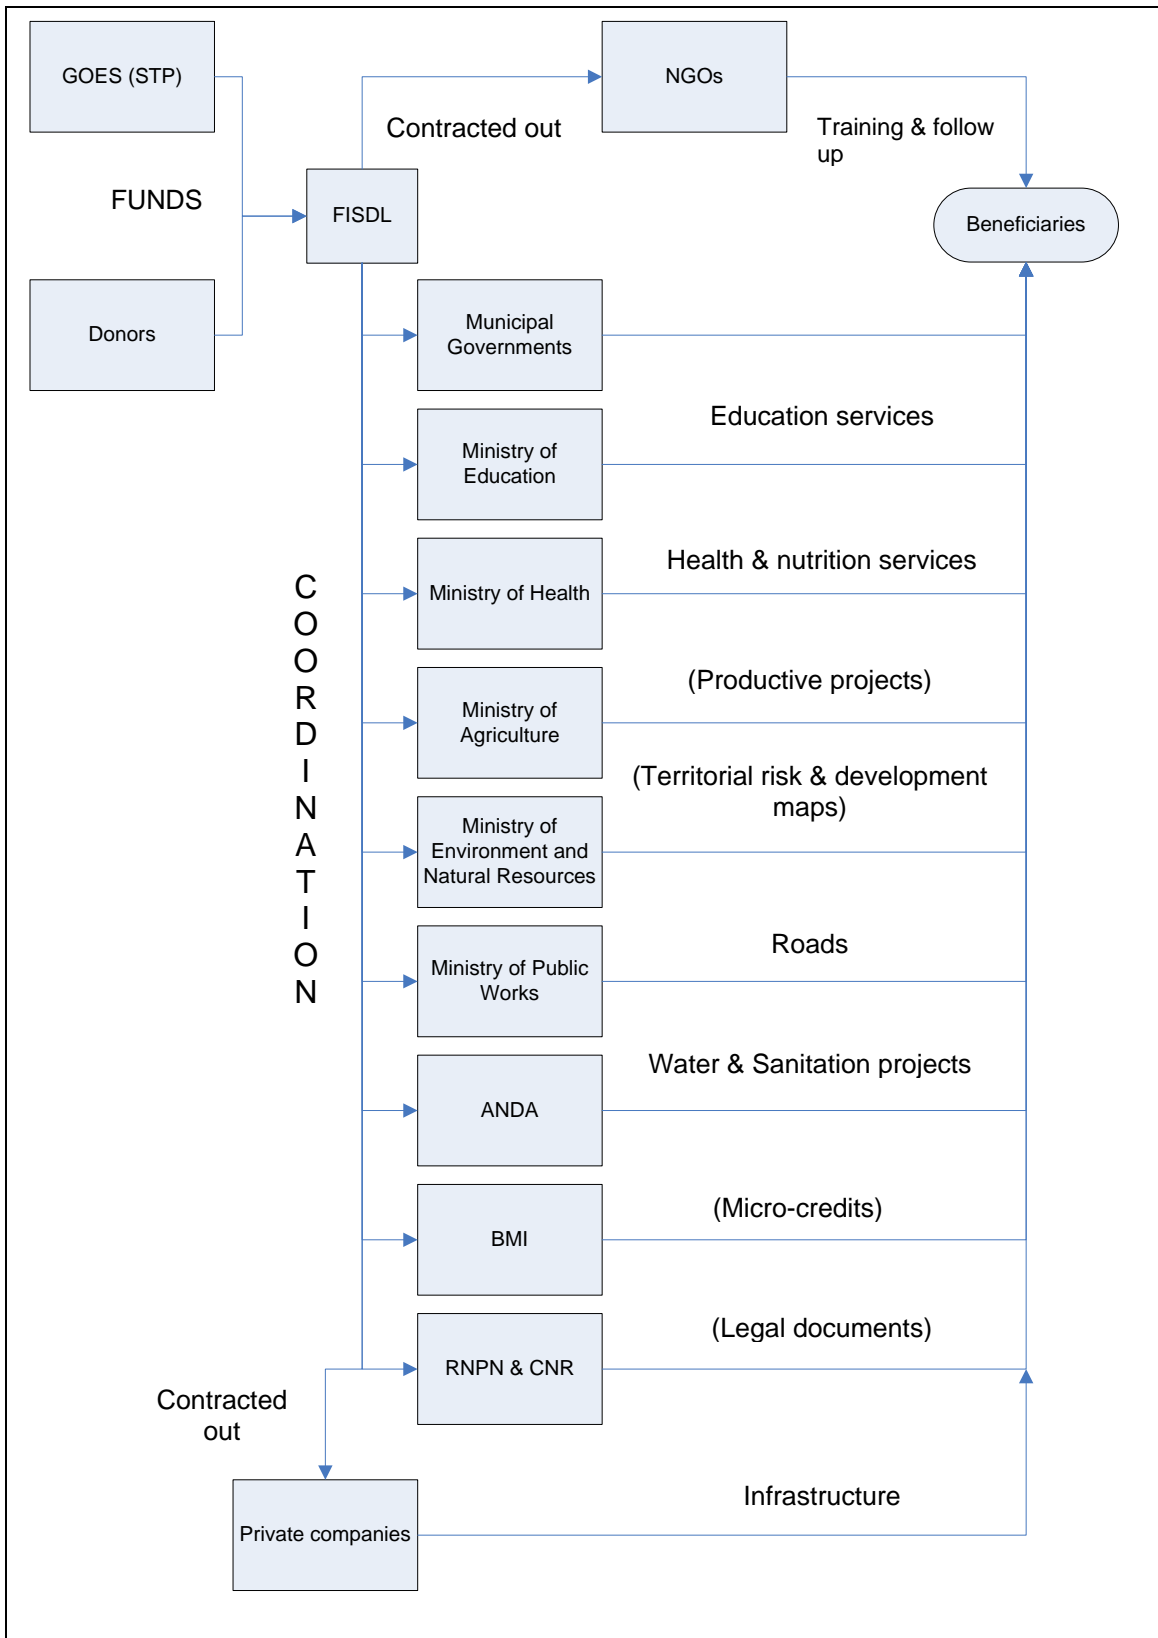 GOES (STP)
NGOs
Contracted out
Training & follow
up
FUNDS
FISDL
Beneficiaries
Donors
Municipal
Governments
Education services
Ministry of
Education
Health & nutrition services
Ministry of Health
COORDINATION
(Productive projects)
Ministry of
Agriculture
(Territorial risk & development
maps)
Ministry of
Environment and
Natural Resources
Roads
Ministry of Public
Works
Water & Sanitation projects
ANDA
(Micro-credits)
BMI
(Legal documents)
RNPN & CNR
Contracted
out
Infrastructure
Private companies